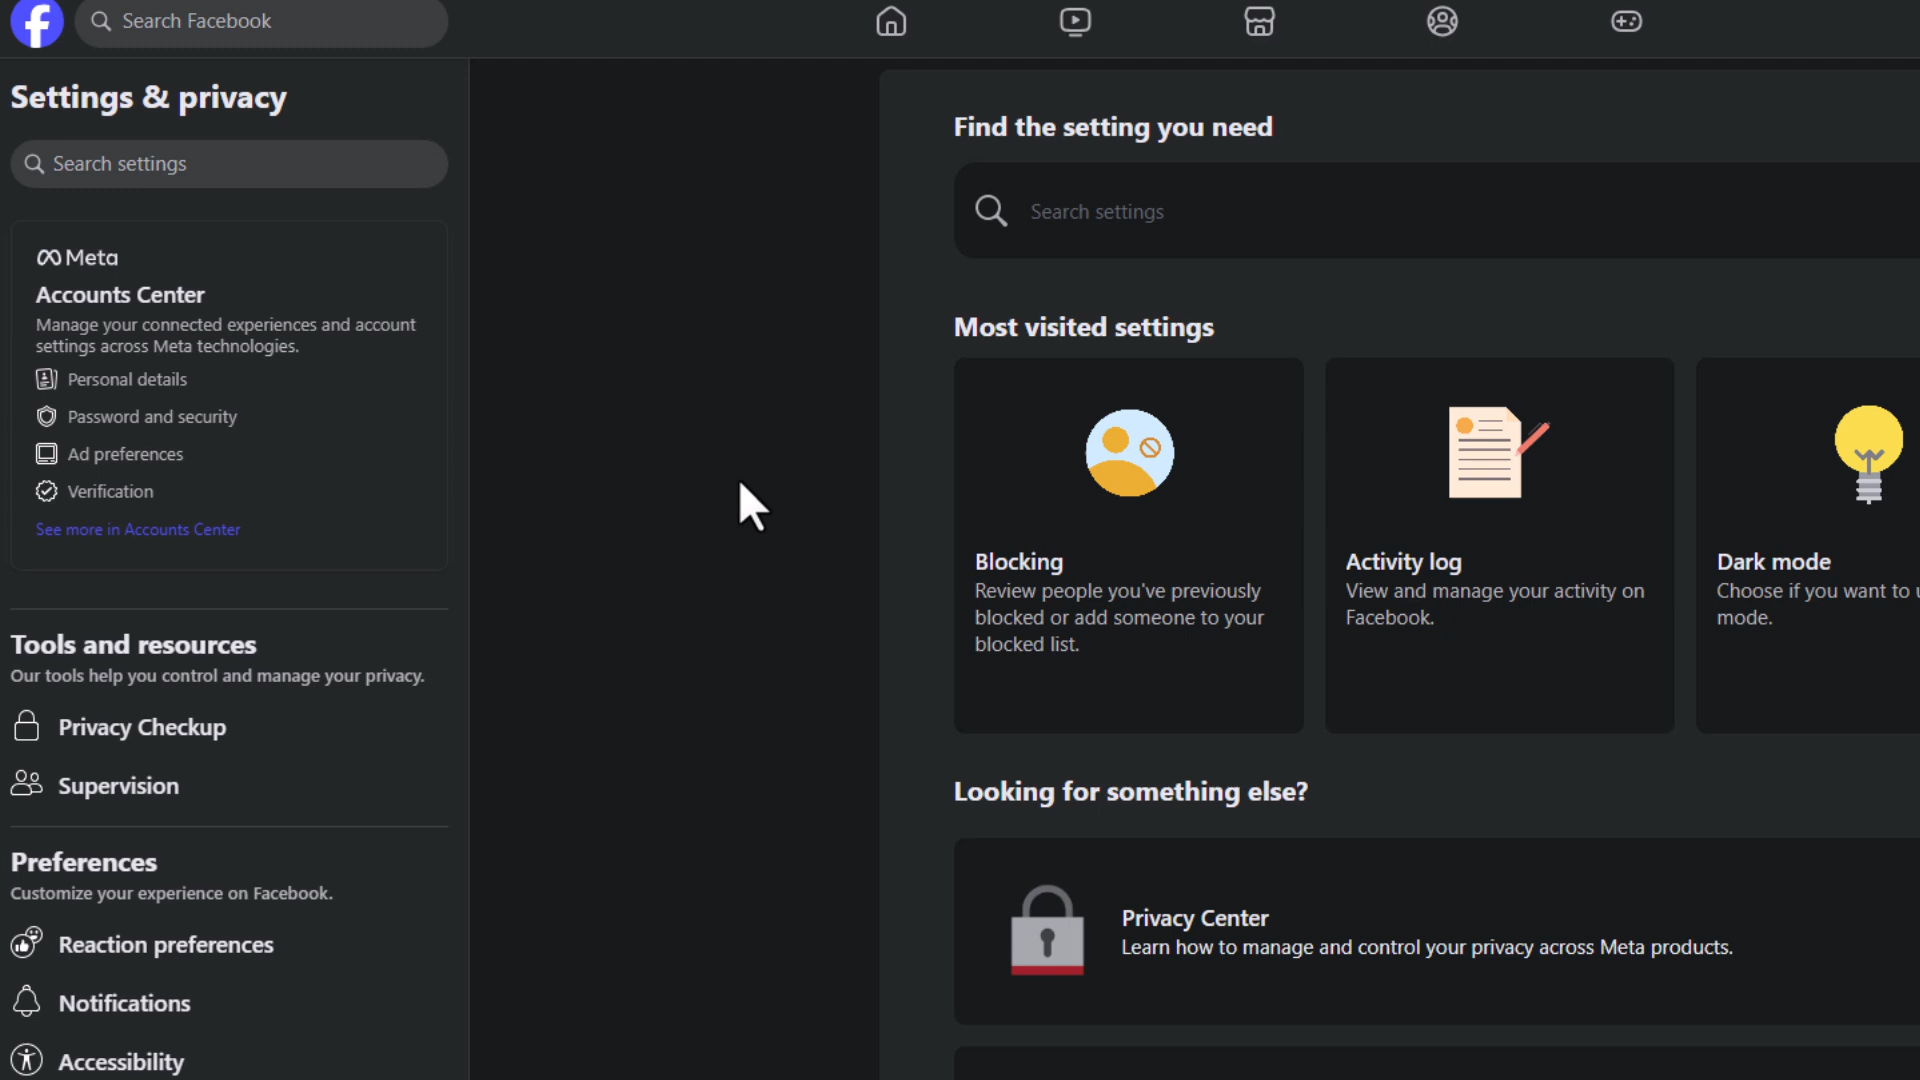 Search Facebook
Settings & privacy
Search settings
Meta
Accounts Center
Manage your connected experiences and account
settings across Meta technologies.
Personal details
Password and security
Ad preferences
Verification
See more in Accounts Center
Tools and resources
Our tools help you control and manage your privacy.
Privacy Checkup
Supervision
Preferences
Customize your experience on Facebook.
Reaction preferences
Notifications
Accessibility
Find the setting you need
Search settings
Most visited settings
Blocking
Review people you've previously
blocked or add someone to your
blocked list.
Activity log
View and manage your activity on
Facebook.
Dark mode
Choose if you want to
mode.
Looking for something else?
Privacy Center
Learn how to manage and control your privacy across Meta products.